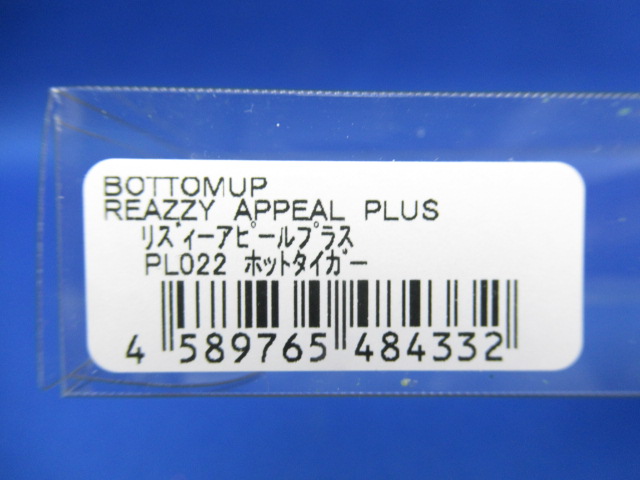 BOTTOMUP
REAZZY APPEAL PLUS
ﾘｽﾞｨｰｱﾋﾟｰﾙﾌﾟﾗｽ
PL022 ﾎｯﾄﾀｲｶﾞｰ
4 589765 484332